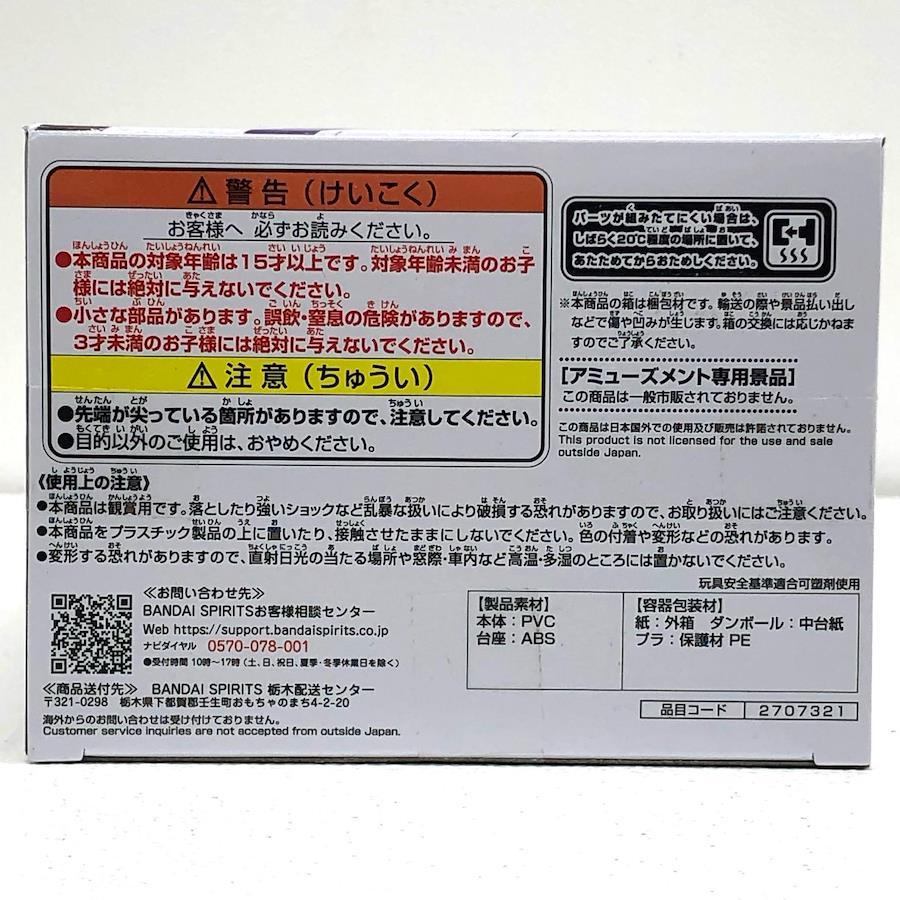 ⚠警告（けいこく）
お客様へ 必ずお読みください。
●本商品の対象年齢は15才以上です。対象年齢未満のお子
様には絶対に与えないでください。
●小さな部品があります。誤飲・窒息の危険がありますので、
3才未満のお子様には絶対に与えないでください。
⚠注意（ちゅうい）
●先端が尖っている箇所がありますので、注意してください。
●目的以外のご使用は、おやめください。
パーツが組みたてにくい場合は、
しばらく20℃程度の場所に置いて、
あたためてからおためしください。
※本商品の箱は梱包材です。輸送の際や景品払い出し
などで傷や凹みが生じます。箱の交換には応じかねま
すのでご了承ください。
［アミューズメント専用景品］
この商品は一般市販されておりません。
この商品は日本国外での使用及び販売は許諾されておりません。
This product is not licensed for the use and sale
outside Japan.
《使用上の注意》
●本商品は観賞用です。落としたり強いショックなど乱暴な扱いにより破損する恐れがありますので、お取り扱いにはご注意ください。
●本商品をプラスチック製品の上に置いたり、接触させたままにしないでください。色の付着や変形などの恐れがあります。
●変形する恐れがありますので、直射日光の当たる場所や窓際・車内など高温・多湿のところには置かないでください。
玩具安全基準適合可塑剤使用
《お問い合わせ先》
BANDAI SPIRITSお客様相談センター
Web https://support.bandaispirits.co.jp
ナビダイヤル 0570-078-001
●受付時間 10時～17時（土、日、祝日、夏季・冬季休業日を除く）
【製品素材】
本体：PVC
台座：ABS
【容器包装材】
紙：外箱 ダンボール：中台紙
プラ：保護材 PE
《商品送付先》 BANDAI SPIRITS 栃木配送センター
〒321-0298 栃木県下都賀郡壬生町おもちゃのまち4-2-20
海外からのお問い合わせは受け付けておりません。
Customer service inquiries are not accepted from outside Japan.
品目コード 2707321